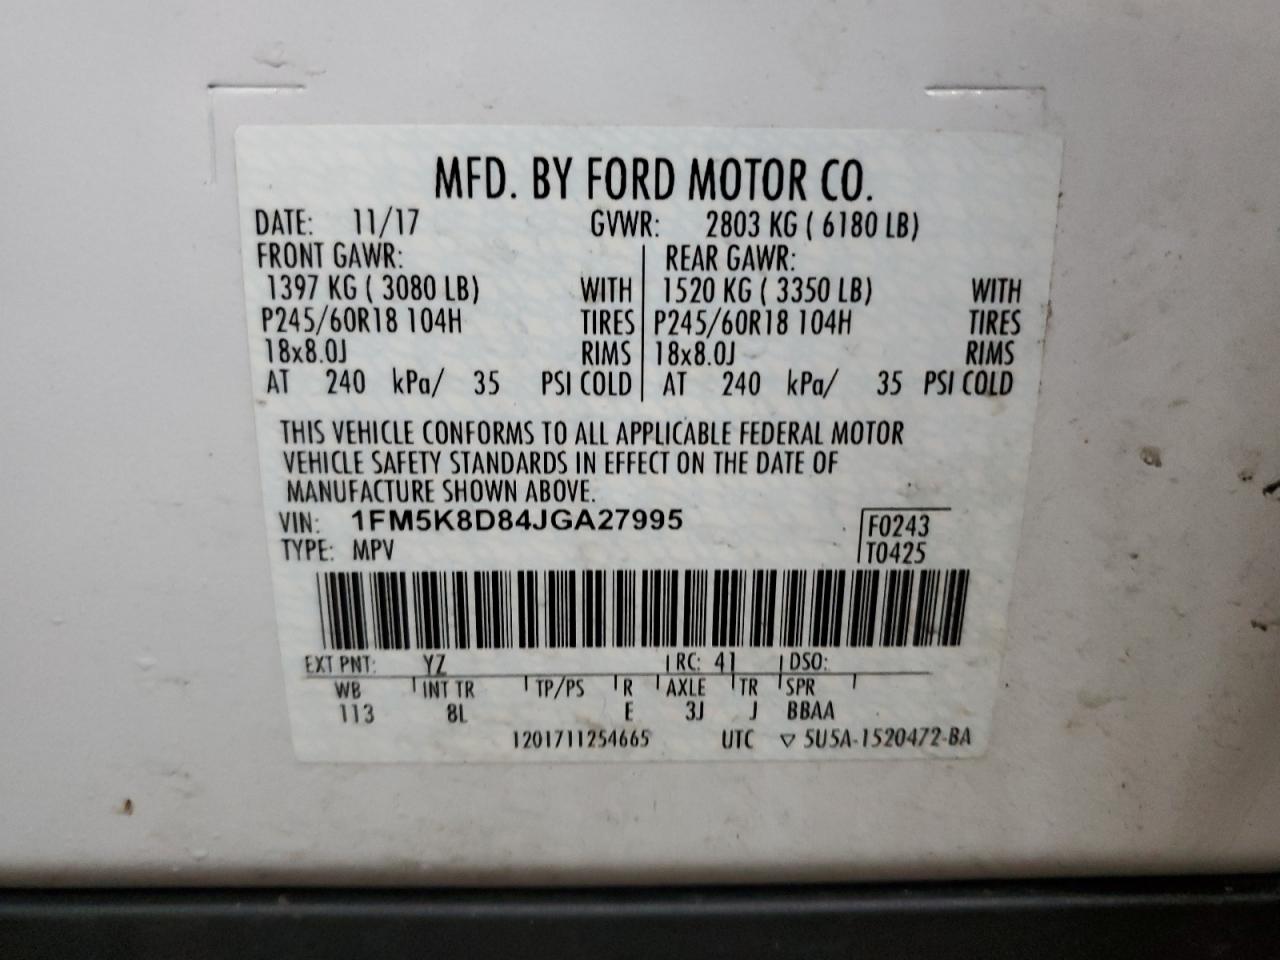 MFD. BY FORD MOTOR CO.
DATE: 11/17 GVWR: 2803 KG ( 6180 LB)
FRONT GAWR: REAR GAWR:
1397 KG ( 3080 LB) WITH 1520 KG ( 3350 LB) WITH
P245/60R18 104H TIRES P245/60R18 104H TIRES
18x8.0J RIMS 18x8.0J RIMS
AT 240 kPa/ 35 PSI COLD AT 240 kPa/ 35 PSI COLD
THIS VEHICLE CONFORMS TO ALL APPLICABLE FEDERAL MOTOR
VEHICLE SAFETY STANDARDS IN EFFECT ON THE DATE OF
MANUFACTURE SHOWN ABOVE.
VIN: 1FM5K8D84JGA27995 F0243
TYPE: MPV T0425
EXT PNT: YZ RC: 41 DSO:
WB INT TR TP/PS R AXLE TR SPR
113 8L E 3J J BBAA
1201711254665 UTC ▽ 5U5A-1520472-BA